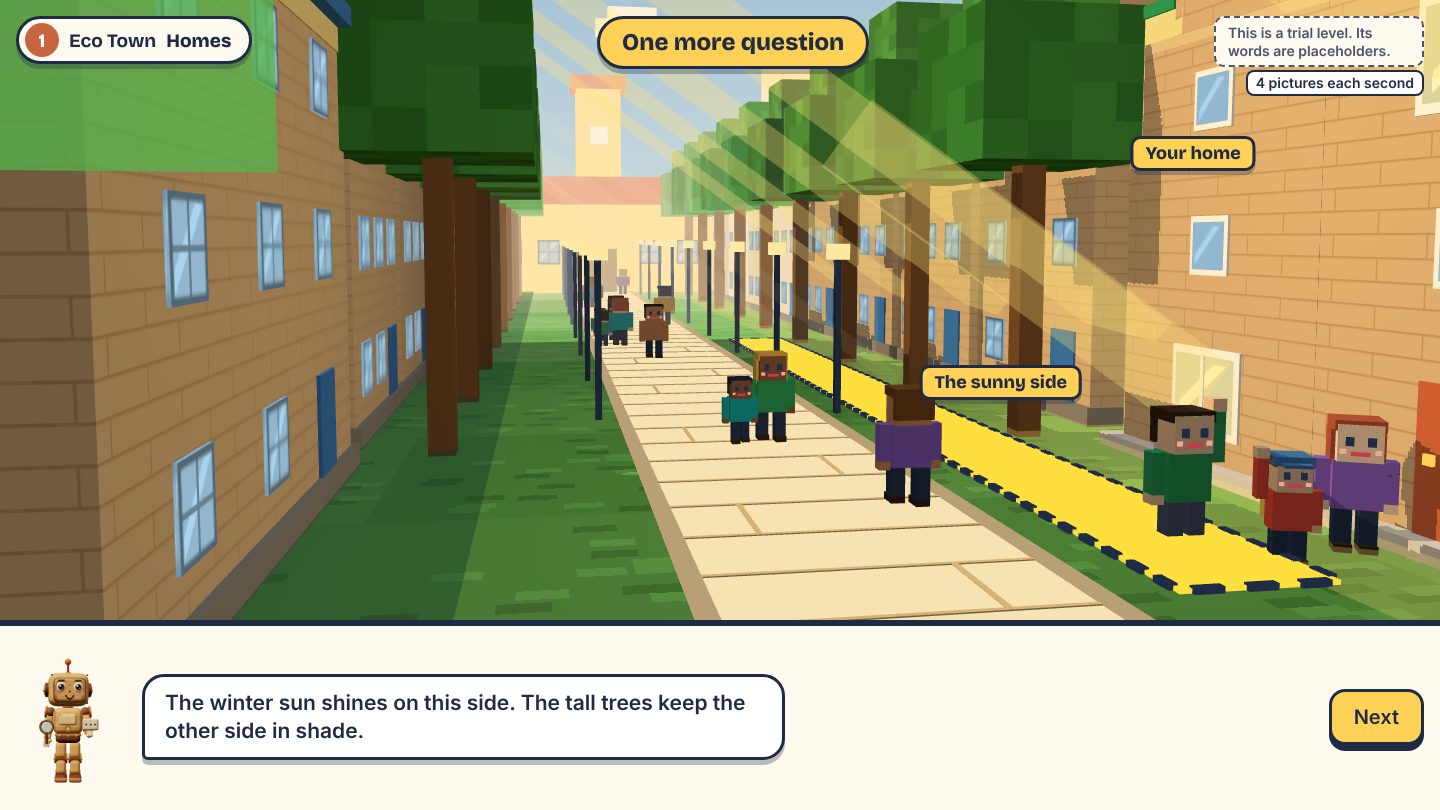 1 Eco Town Homes
One more question
This is a trial level. Its
words are placeholders.
4 pictures each second
Your home
The sunny side
The winter sun shines on this side. The tall trees keep the
other side in shade.
Next